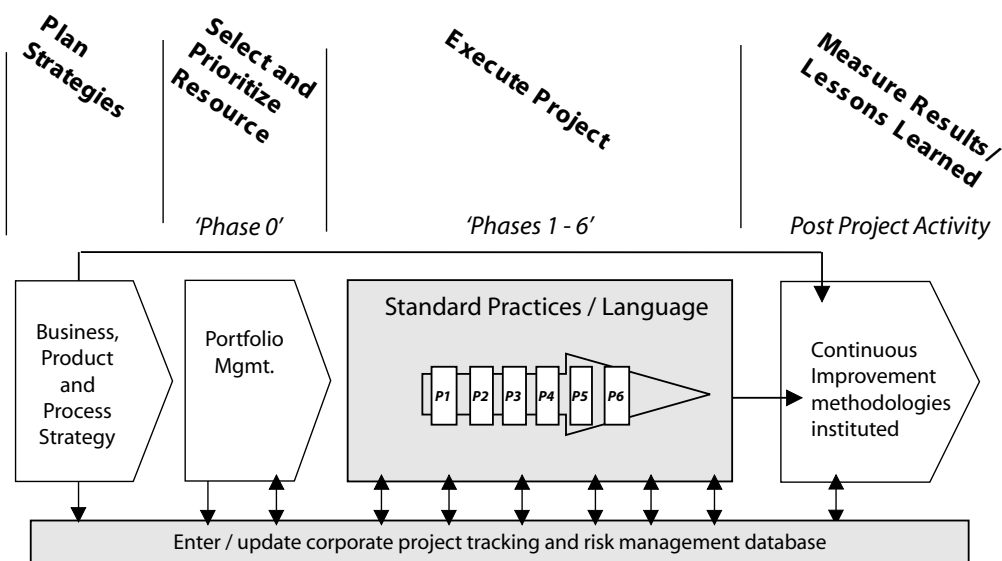 Plan
Strategies
Select and
Prioritize
Resource
Execute Project
Measure Results/
Lessons Learned
'Phase 0'
'Phases 1 - 6'
Post Project Activity
Business,
Product
and
Process
Strategy
Portfolio
Mgmt.
Standard Practices / Language
P1
P2
P3
P4
P5
P6
Continuous
Improvement
methodologies
instituted
Enter / update corporate project tracking and risk management database